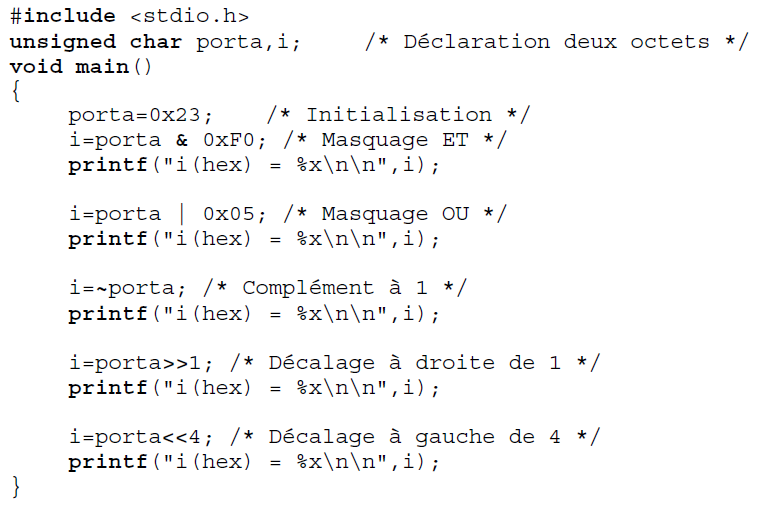 #include <stdio.h>
unsigned char porta,i;     /* Déclaration deux octets */
void main()
{
    porta=0x23;    /* Initialisation */
    i=porta & 0xF0; /* Masquage ET */
    printf("i(hex) = %x\n\n",i);

    i=porta | 0x05; /* Masquage OU */
    printf("i(hex) = %x\n\n",i);

    i=~porta; /* Complément à 1 */
    printf("i(hex) = %x\n\n",i);

    i=porta>>1; /* Décalage à droite de 1 */
    printf("i(hex) = %x\n\n",i);

    i=porta<<4; /* Décalage à gauche de 4 */
    printf("i(hex) = %x\n\n",i);
}